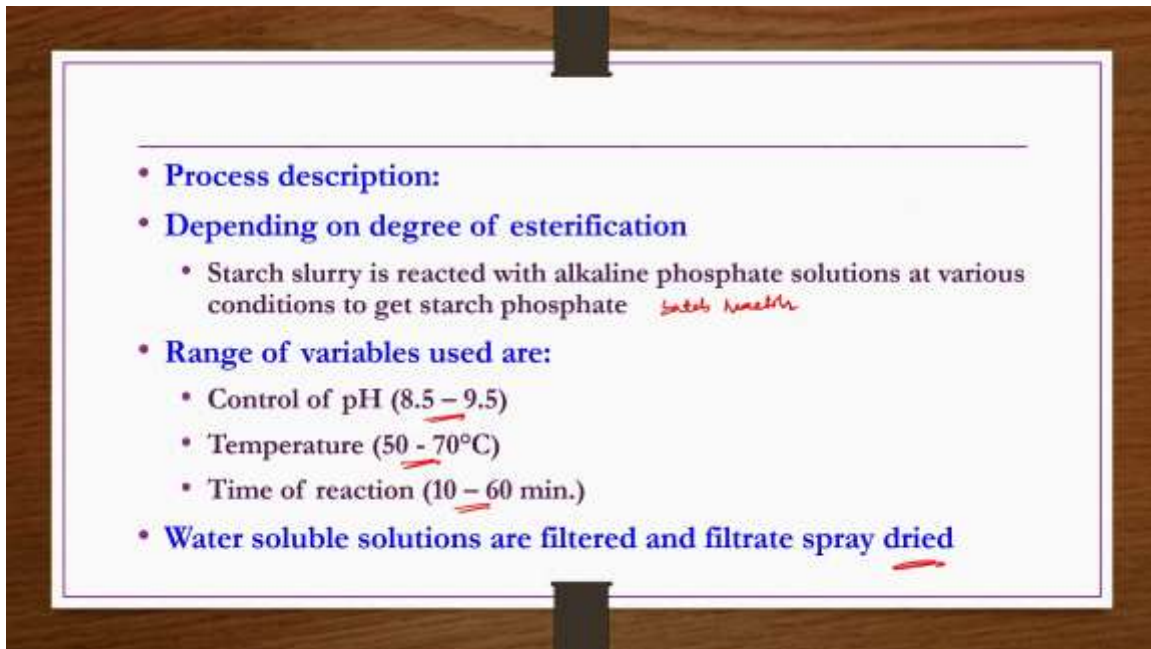 • Process description:
• Depending on degree of esterification
• Starch slurry is reacted with alkaline phosphate solutions at various
conditions to get starch phosphate batch reactor
• Range of variables used are:
• Control of pH (8.5 – 9.5)
• Temperature (50 - 70°C)
• Time of reaction (10 – 60 min.)
• Water soluble solutions are filtered and filtrate spray dried